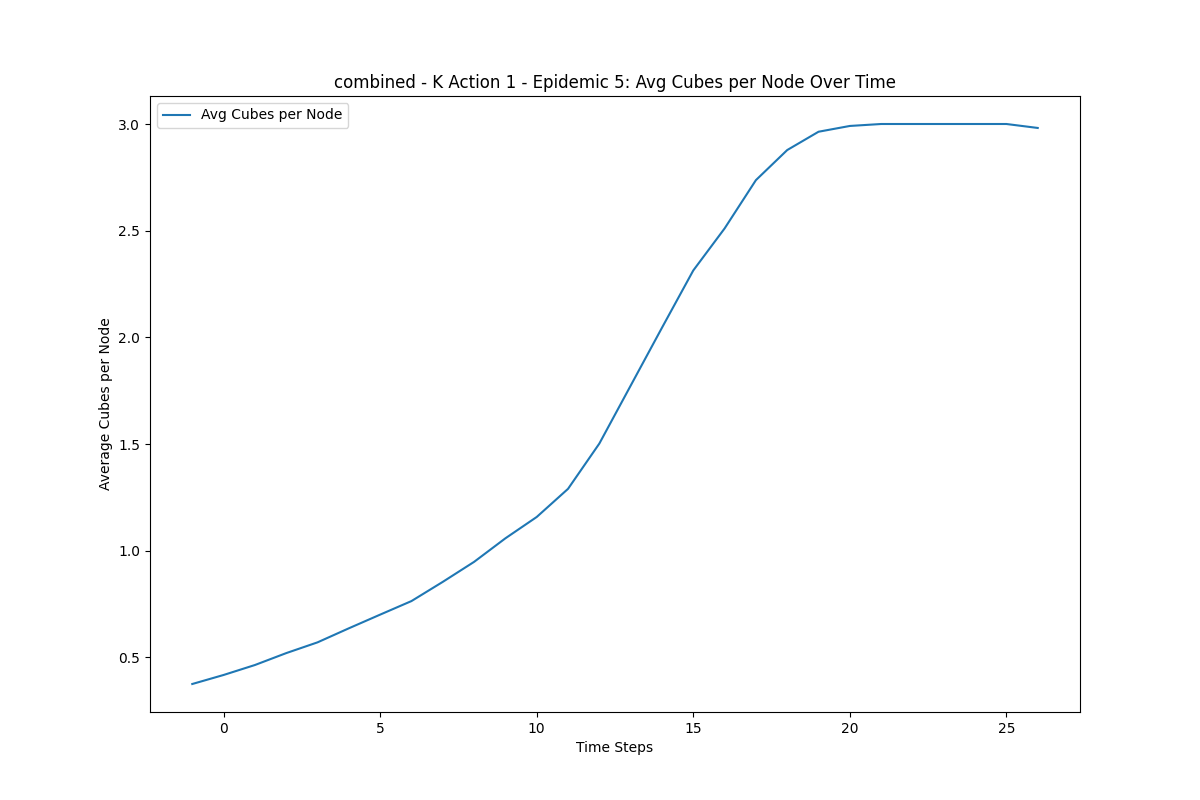 combined - K Action 1 - Epidemic 5: Avg Cubes per Node Over Time
Avg Cubes per Node
3.0
2.5
2.0
1.5
1.0
0.5
Average Cubes per Node
0 5 10 15 20 25
Time Steps